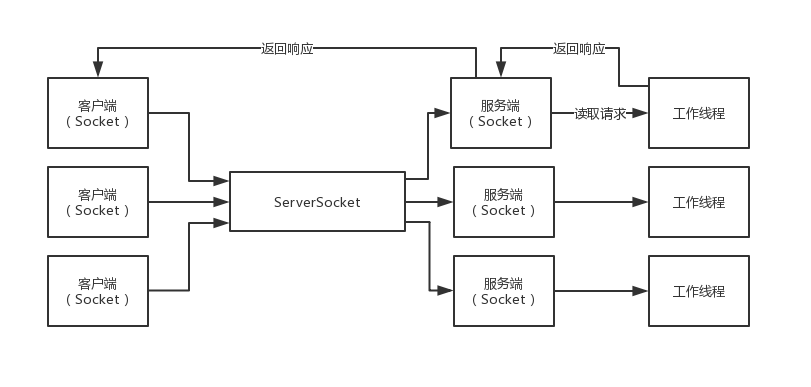 返回响应
返回响应
客户端
（Socket）
服务端
（Socket）
读取请求
工作线程
客户端
（Socket）
ServerSocket
服务端
（Socket）
工作线程
客户端
（Socket）
服务端
（Socket）
工作线程